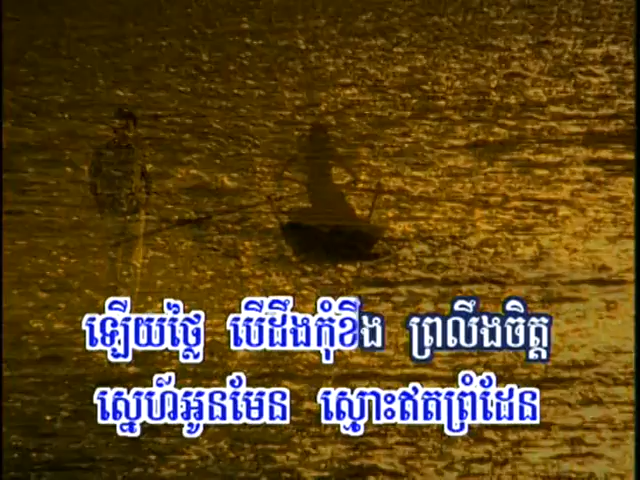 ឡើយថ្លៃ បើដឹងកុំខឹង ព្រលឹងចិត្ត
ស្នេហ៍អូនមែន ស្មោះឥតព្រំដែន